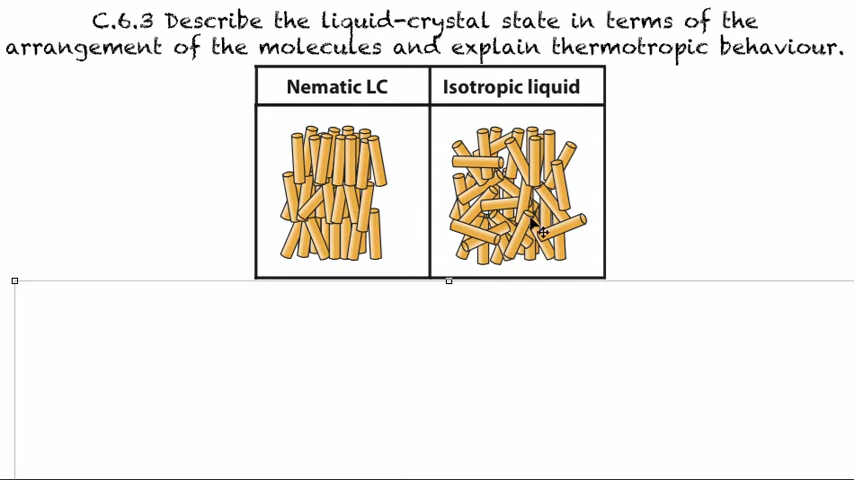 C.6.3 Describe the liquid-crystal state in terms of the
arrangement of the molecules and explain thermotropic behaviour.
Nematic LC
Isotropic liquid